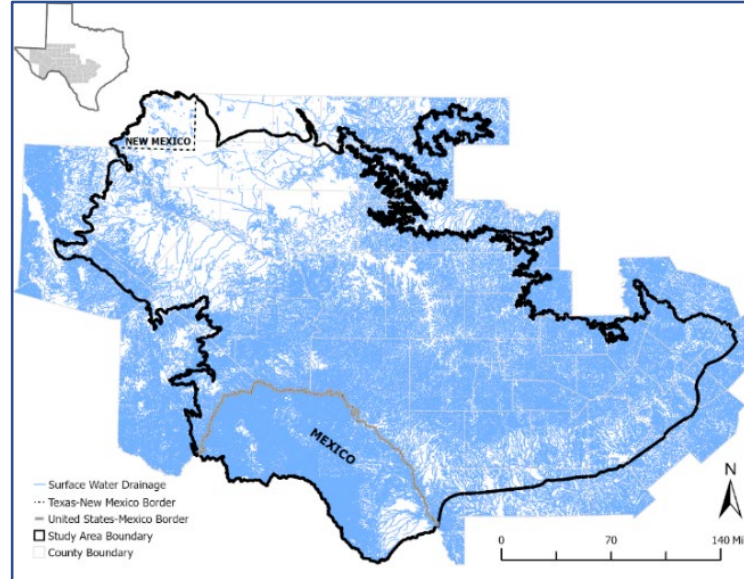 NEW MEXICO
MEXICO
Surface Water Drainage
Texas-New Mexico Border
United States-Mexico Border
Study Area Boundary
County Boundary
N
0 70 140 Mi